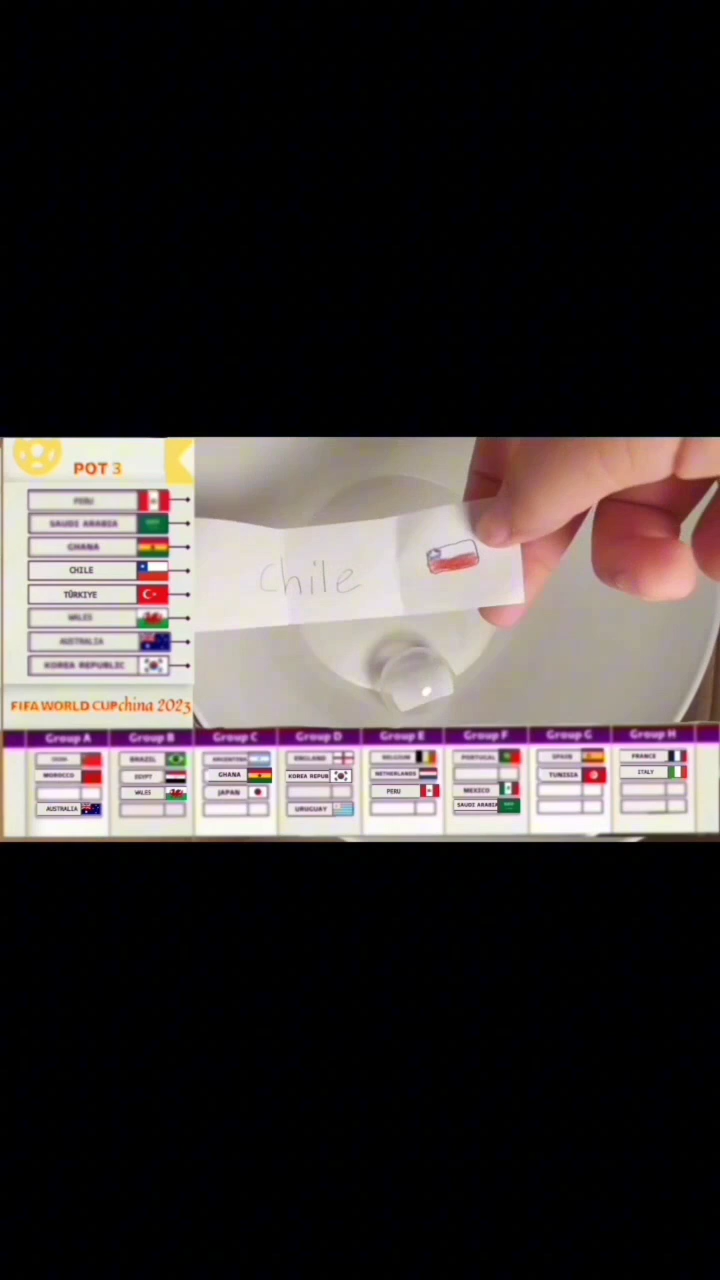 POT 3
PERU
SAUDI ARABIA
GHANA
CHILE
TÜRKIYE
WALES
AUSTRALIA
KOREA REPUBLIC
FIFA WORLD CUP china 2023
Chile
Group A
MOROCCO
AUSTRALIA
Group B
BRAZIL
EGYPT
WALES
Group C
ARGENTINA
GHANA
JAPAN
Group D
ENGLAND
KOREA REPUB
URUGUAY
Group E
BELGIUM
NETHERLANDS
PERU
Group F
PORTUGAL
MEXICO
SAUDI ARABIA
Group G
SPAIN
TUNISIA
Group H
FRANCE
ITALY